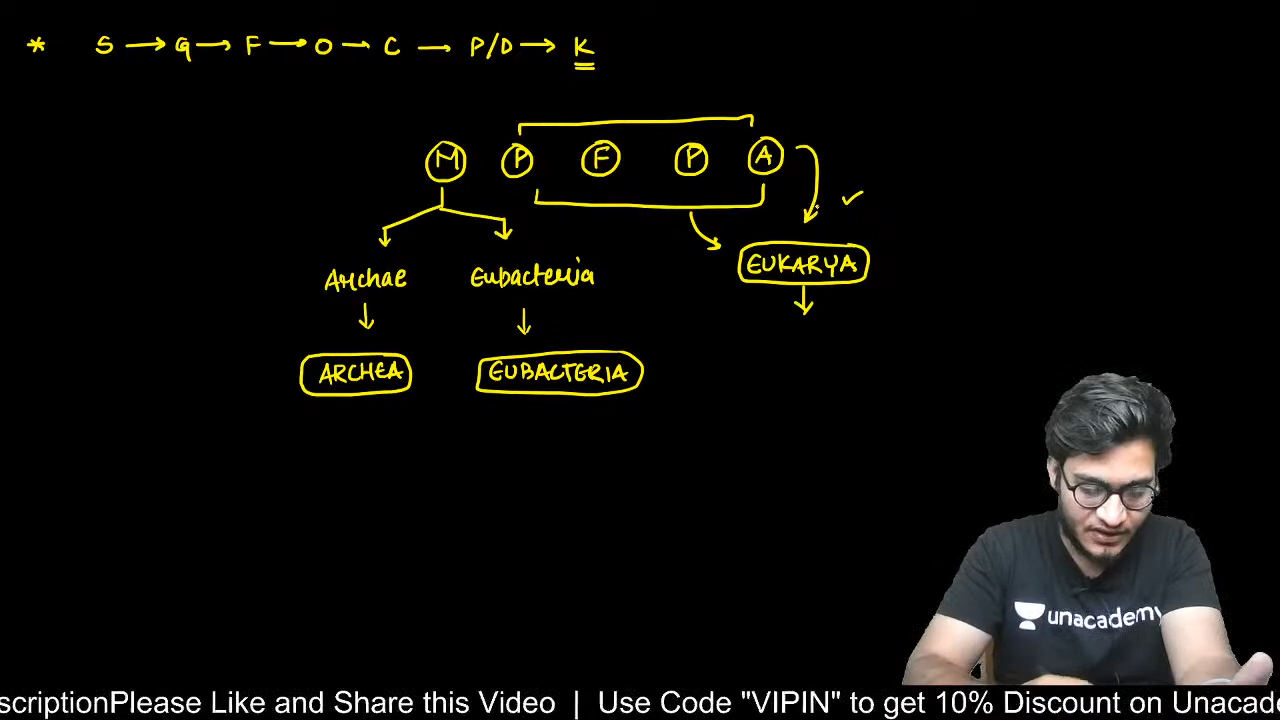 * S → G → F → O → C → P/D → K
M P F P A
Archae Eubacteria EUKARYA
ARCHEA EUBACTERIA
unacademy
scriptionPlease Like and Share this Video | Use Code "VIPIN" to get 10% Discount on Unacade